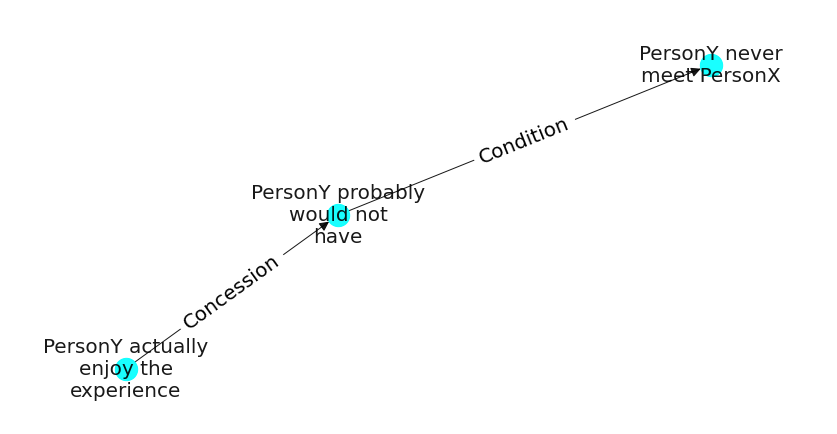 PersonY never
meet PersonX
Condition
PersonY probably
would not
have
Concession
PersonY actually
enjoy the
experience